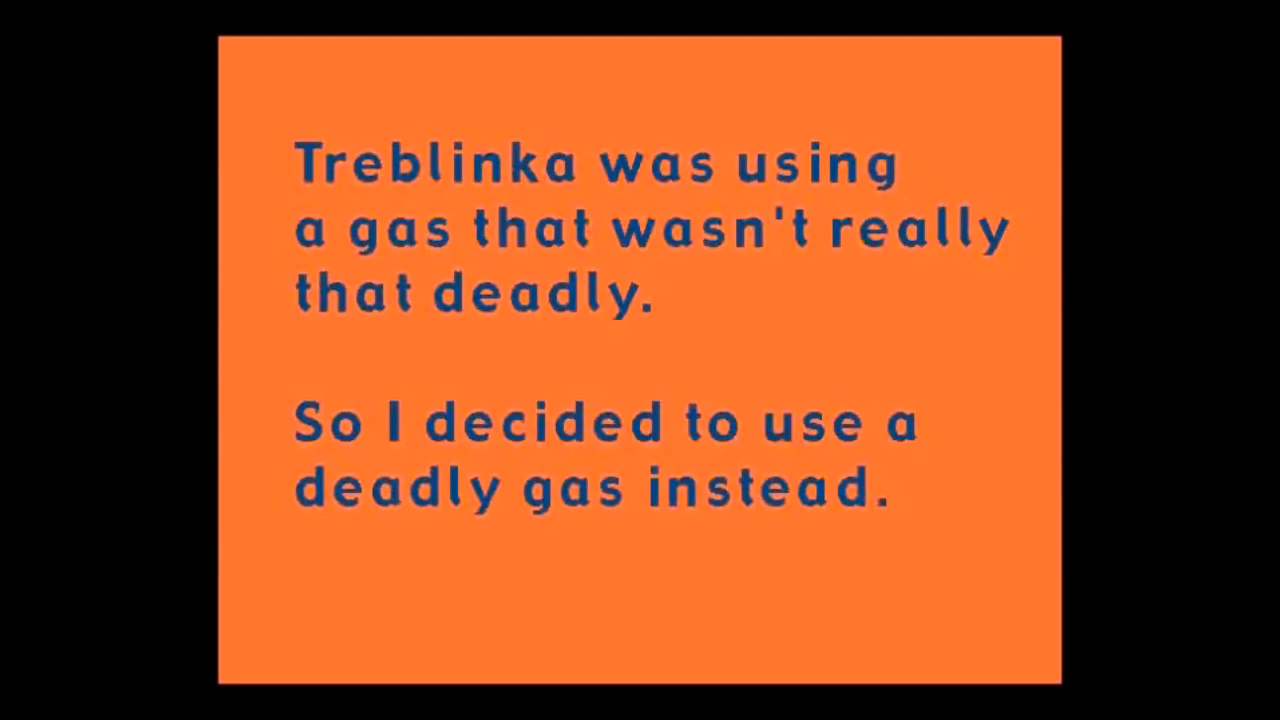 Treblinka was using
a gas that wasn't really
that deadly.
So I decided to use a
deadly gas instead.